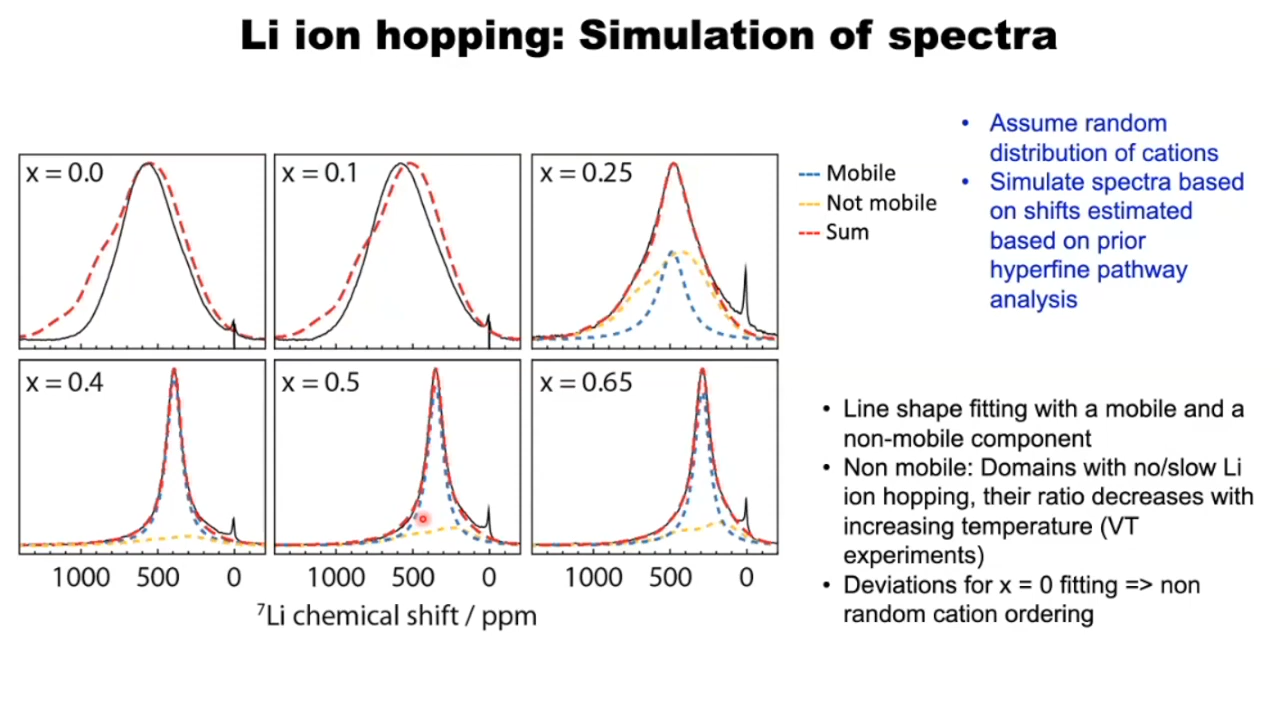 Li ion hopping: Simulation of spectra
x = 0.0
x = 0.1
x = 0.25
Mobile
Not mobile
Sum
• Assume random
distribution of cations
• Simulate spectra based
on shifts estimated
based on prior
hyperfine pathway
analysis
x = 0.4
x = 0.5
x = 0.65
1000 500 0
1000 500 0
1000 500 0
⁷Li chemical shift / ppm
• Line shape fitting with a mobile and a
non-mobile component
• Non mobile: Domains with no/slow Li
ion hopping, their ratio decreases with
increasing temperature (VT
experiments)
• Deviations for x = 0 fitting => non
random cation ordering